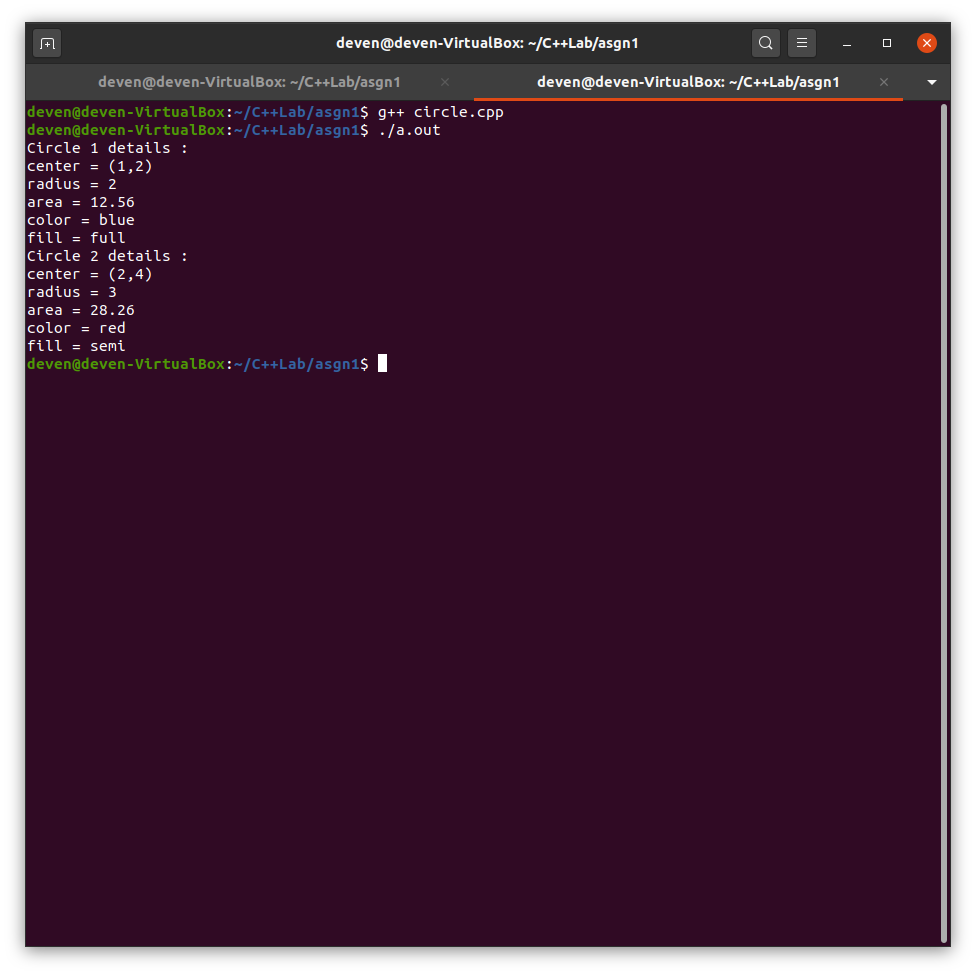 deven@deven-VirtualBox: ~/C++Lab/asgn1
deven@deven-VirtualBox: ~/C++Lab/asgn1 deven@deven-VirtualBox: ~/C++Lab/asgn1
deven@deven-VirtualBox:~/C++Lab/asgn1$ g++ circle.cpp
deven@deven-VirtualBox:~/C++Lab/asgn1$ ./a.out
Circle 1 details :
center = (1,2)
radius = 2
area = 12.56
color = blue
fill = full
Circle 2 details :
center = (2,4)
radius = 3
area = 28.26
color = red
fill = semi
deven@deven-VirtualBox:~/C++Lab/asgn1$